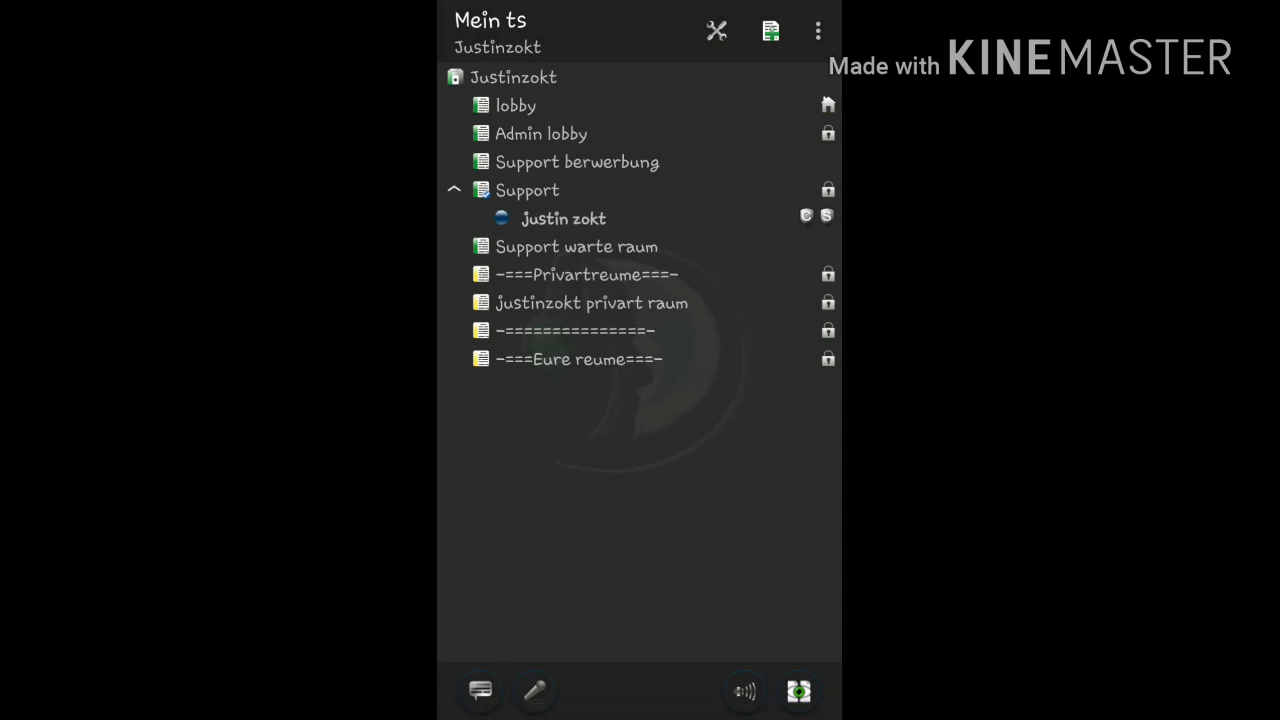 Mein ts
Justinzokt
Made with KINEMASTER
Justinzokt
lobby
Admin lobby
Support berwerbung
Support
justin zokt
C S
Support warte raum
-===Privartreume===-
justinzokt privart raum
-===============-
-===Eure reume===-